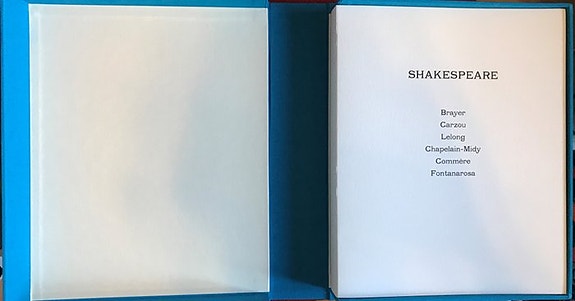 SHAKESPEARE
Brayer
Carzou
Lelong
Chapelain-Midy
Commère
Fontanarosa